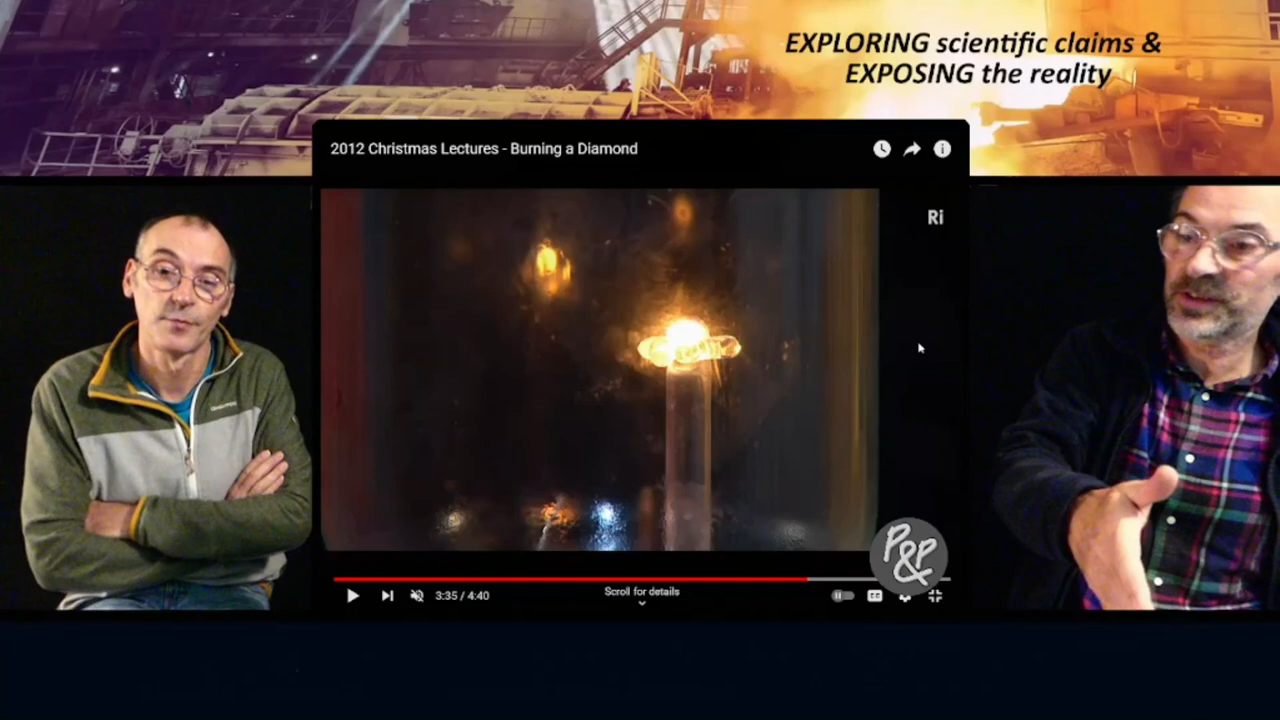 EXPLORING scientific claims &
EXPOSING the reality
2012 Christmas Lectures - Burning a Diamond
Ri
P&P
3:35 / 4:40
Scroll for details
CC